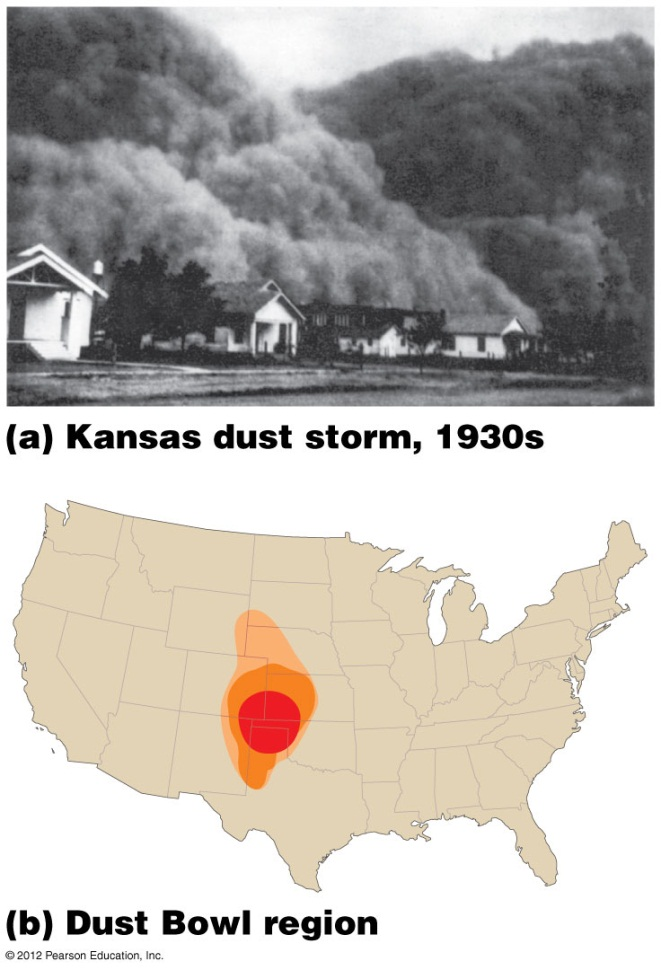 (a) Kansas dust storm, 1930s
(b) Dust Bowl region
© 2012 Pearson Education, Inc.